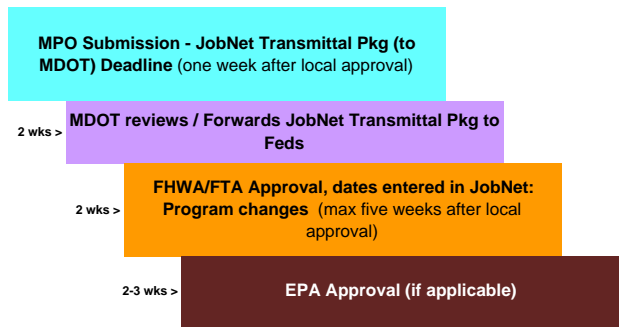 MPO Submission - JobNet Transmittal Pkg (to
MDOT) Deadline (one week after local approval)
2 wks > MDOT reviews / Forwards JobNet Transmittal Pkg to
Feds
FHWA/FTA Approval, dates entered in JobNet:
2 wks > Program changes (max five weeks after local
approval)
2-3 wks > EPA Approval (if applicable)